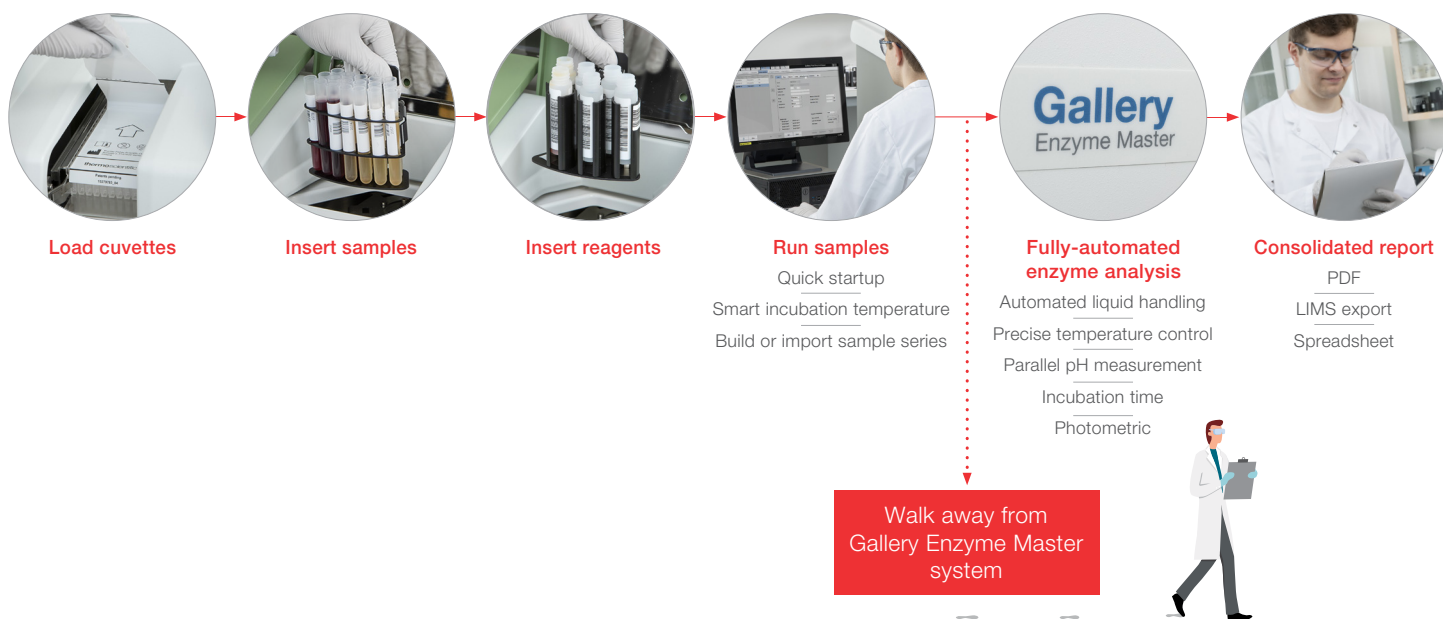 Gallery
Enzyme Master
Load cuvettes
Insert samples
Insert reagents
Run samples
Quick startup
Smart incubation temperature
Build or import sample series
Fully-automated
enzyme analysis
Automated liquid handling
Precise temperature control
Parallel pH measurement
Incubation time
Photometric
Consolidated report
PDF
LIMS export
Spreadsheet
Walk away from
Gallery Enzyme Master
system